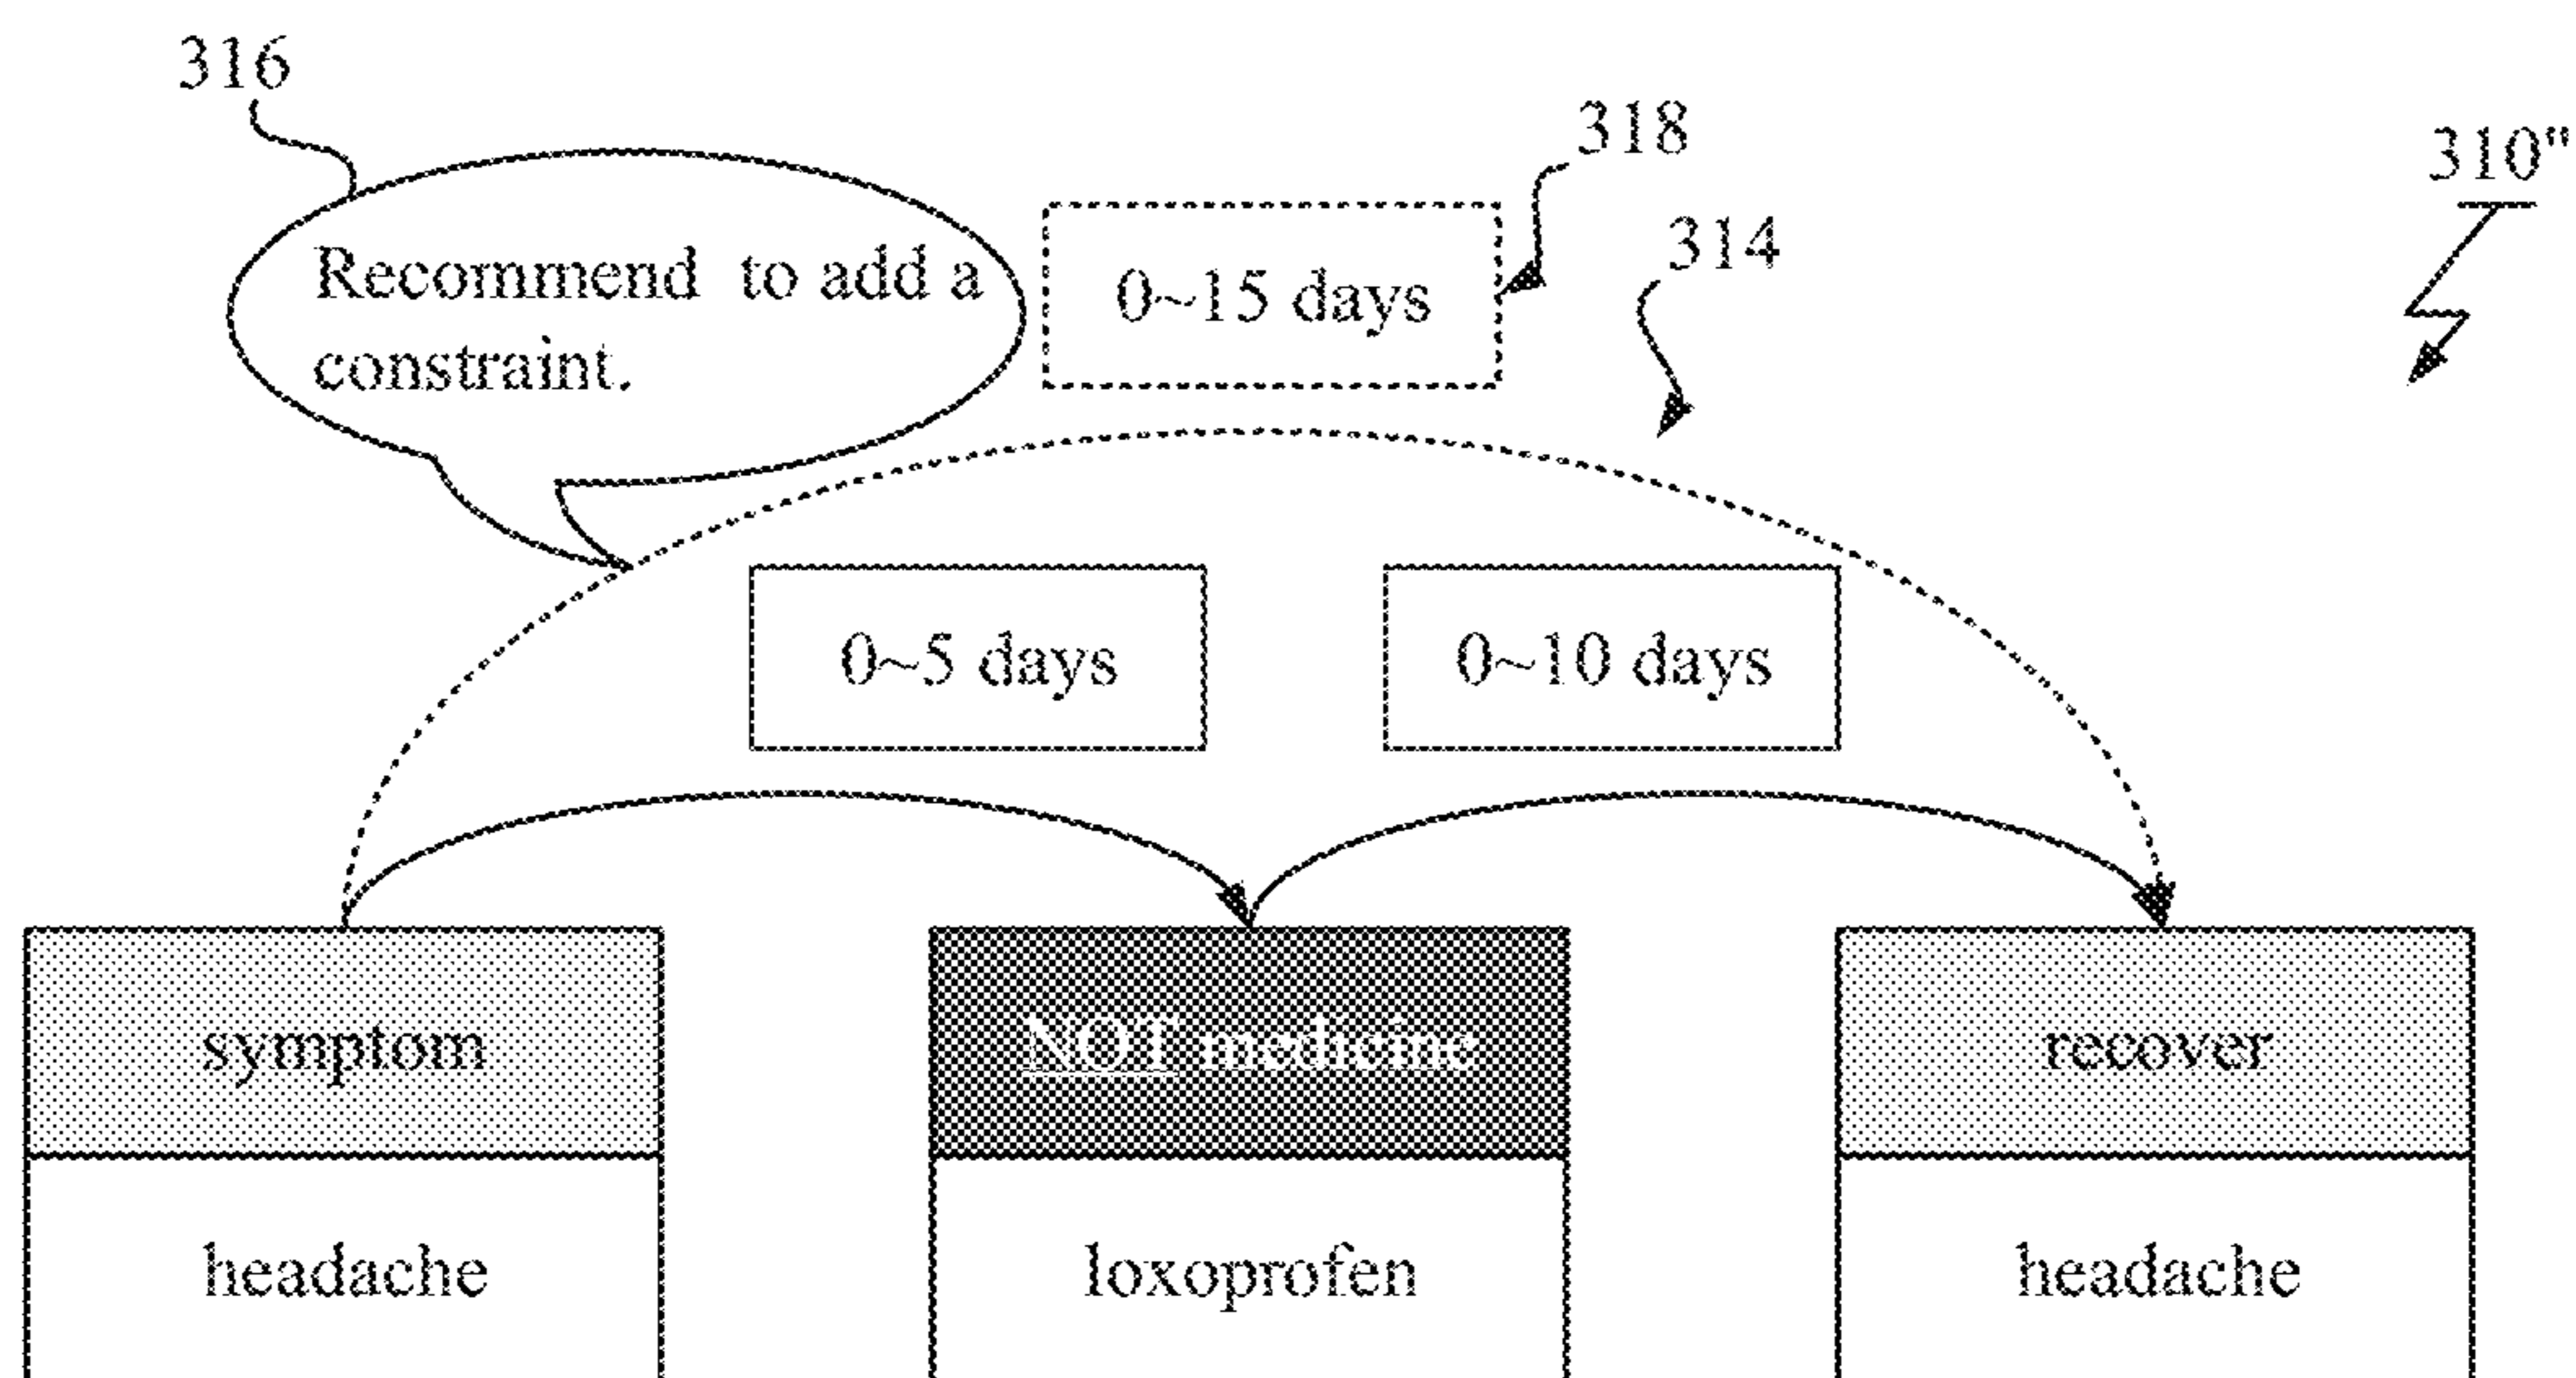 316
318
310"
314
Recommend to add a
constraint.
0~15 days
0~5 days
0~10 days
symptom
NOT medicine
recover
headache
loxoprofen
headache